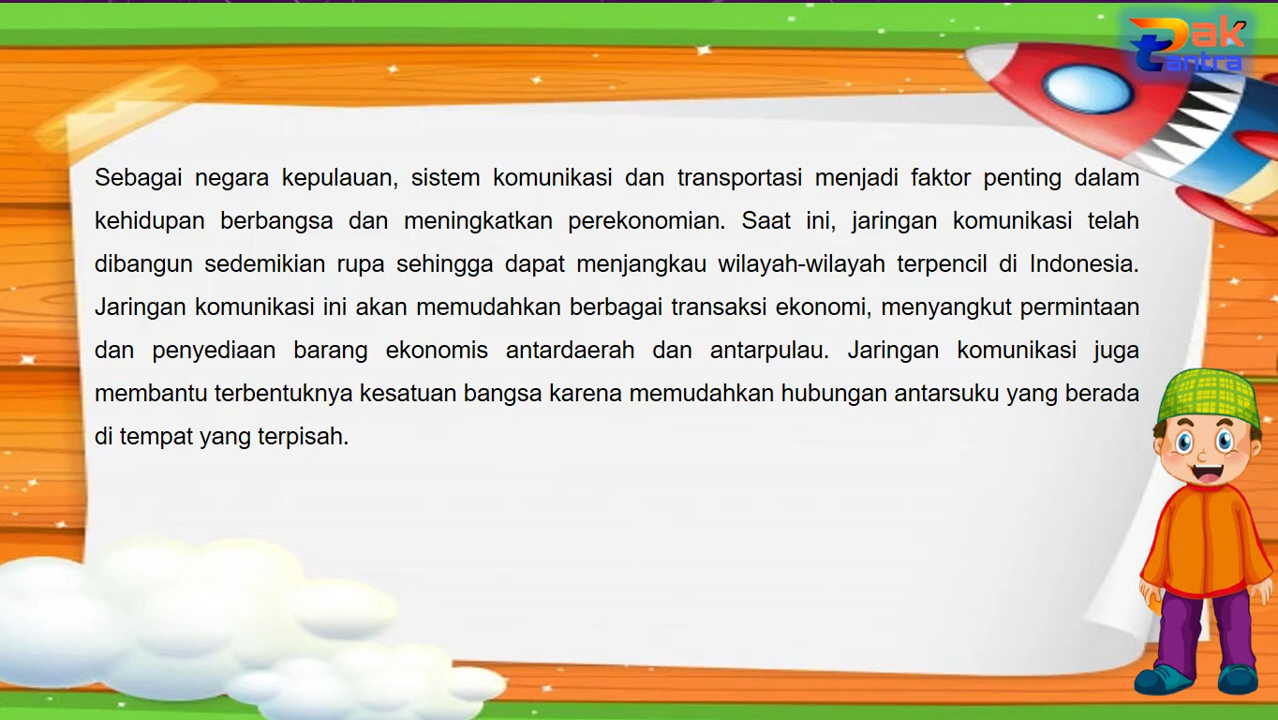 Pak
tantra
Sebagai negara kepulauan, sistem komunikasi dan transportasi menjadi faktor penting dalam
kehidupan berbangsa dan meningkatkan perekonomian. Saat ini, jaringan komunikasi telah
dibangun sedemikian rupa sehingga dapat menjangkau wilayah-wilayah terpencil di Indonesia.
Jaringan komunikasi ini akan memudahkan berbagai transaksi ekonomi, menyangkut permintaan
dan penyediaan barang ekonomis antardaerah dan antarpulau. Jaringan komunikasi juga
membantu terbentuknya kesatuan bangsa karena memudahkan hubungan antarsuku yang berada
di tempat yang terpisah.